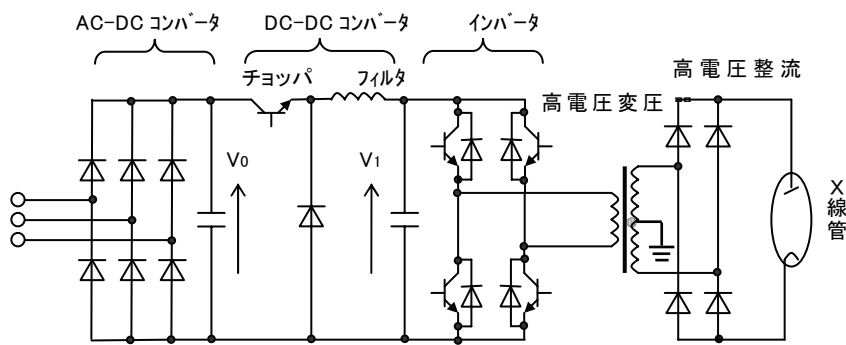 AC-DC コンバータ
DC-DC コンバータ
インバータ
チョッパ
フィルタ
高電圧変圧
高電圧整流
V0
V1
X線管